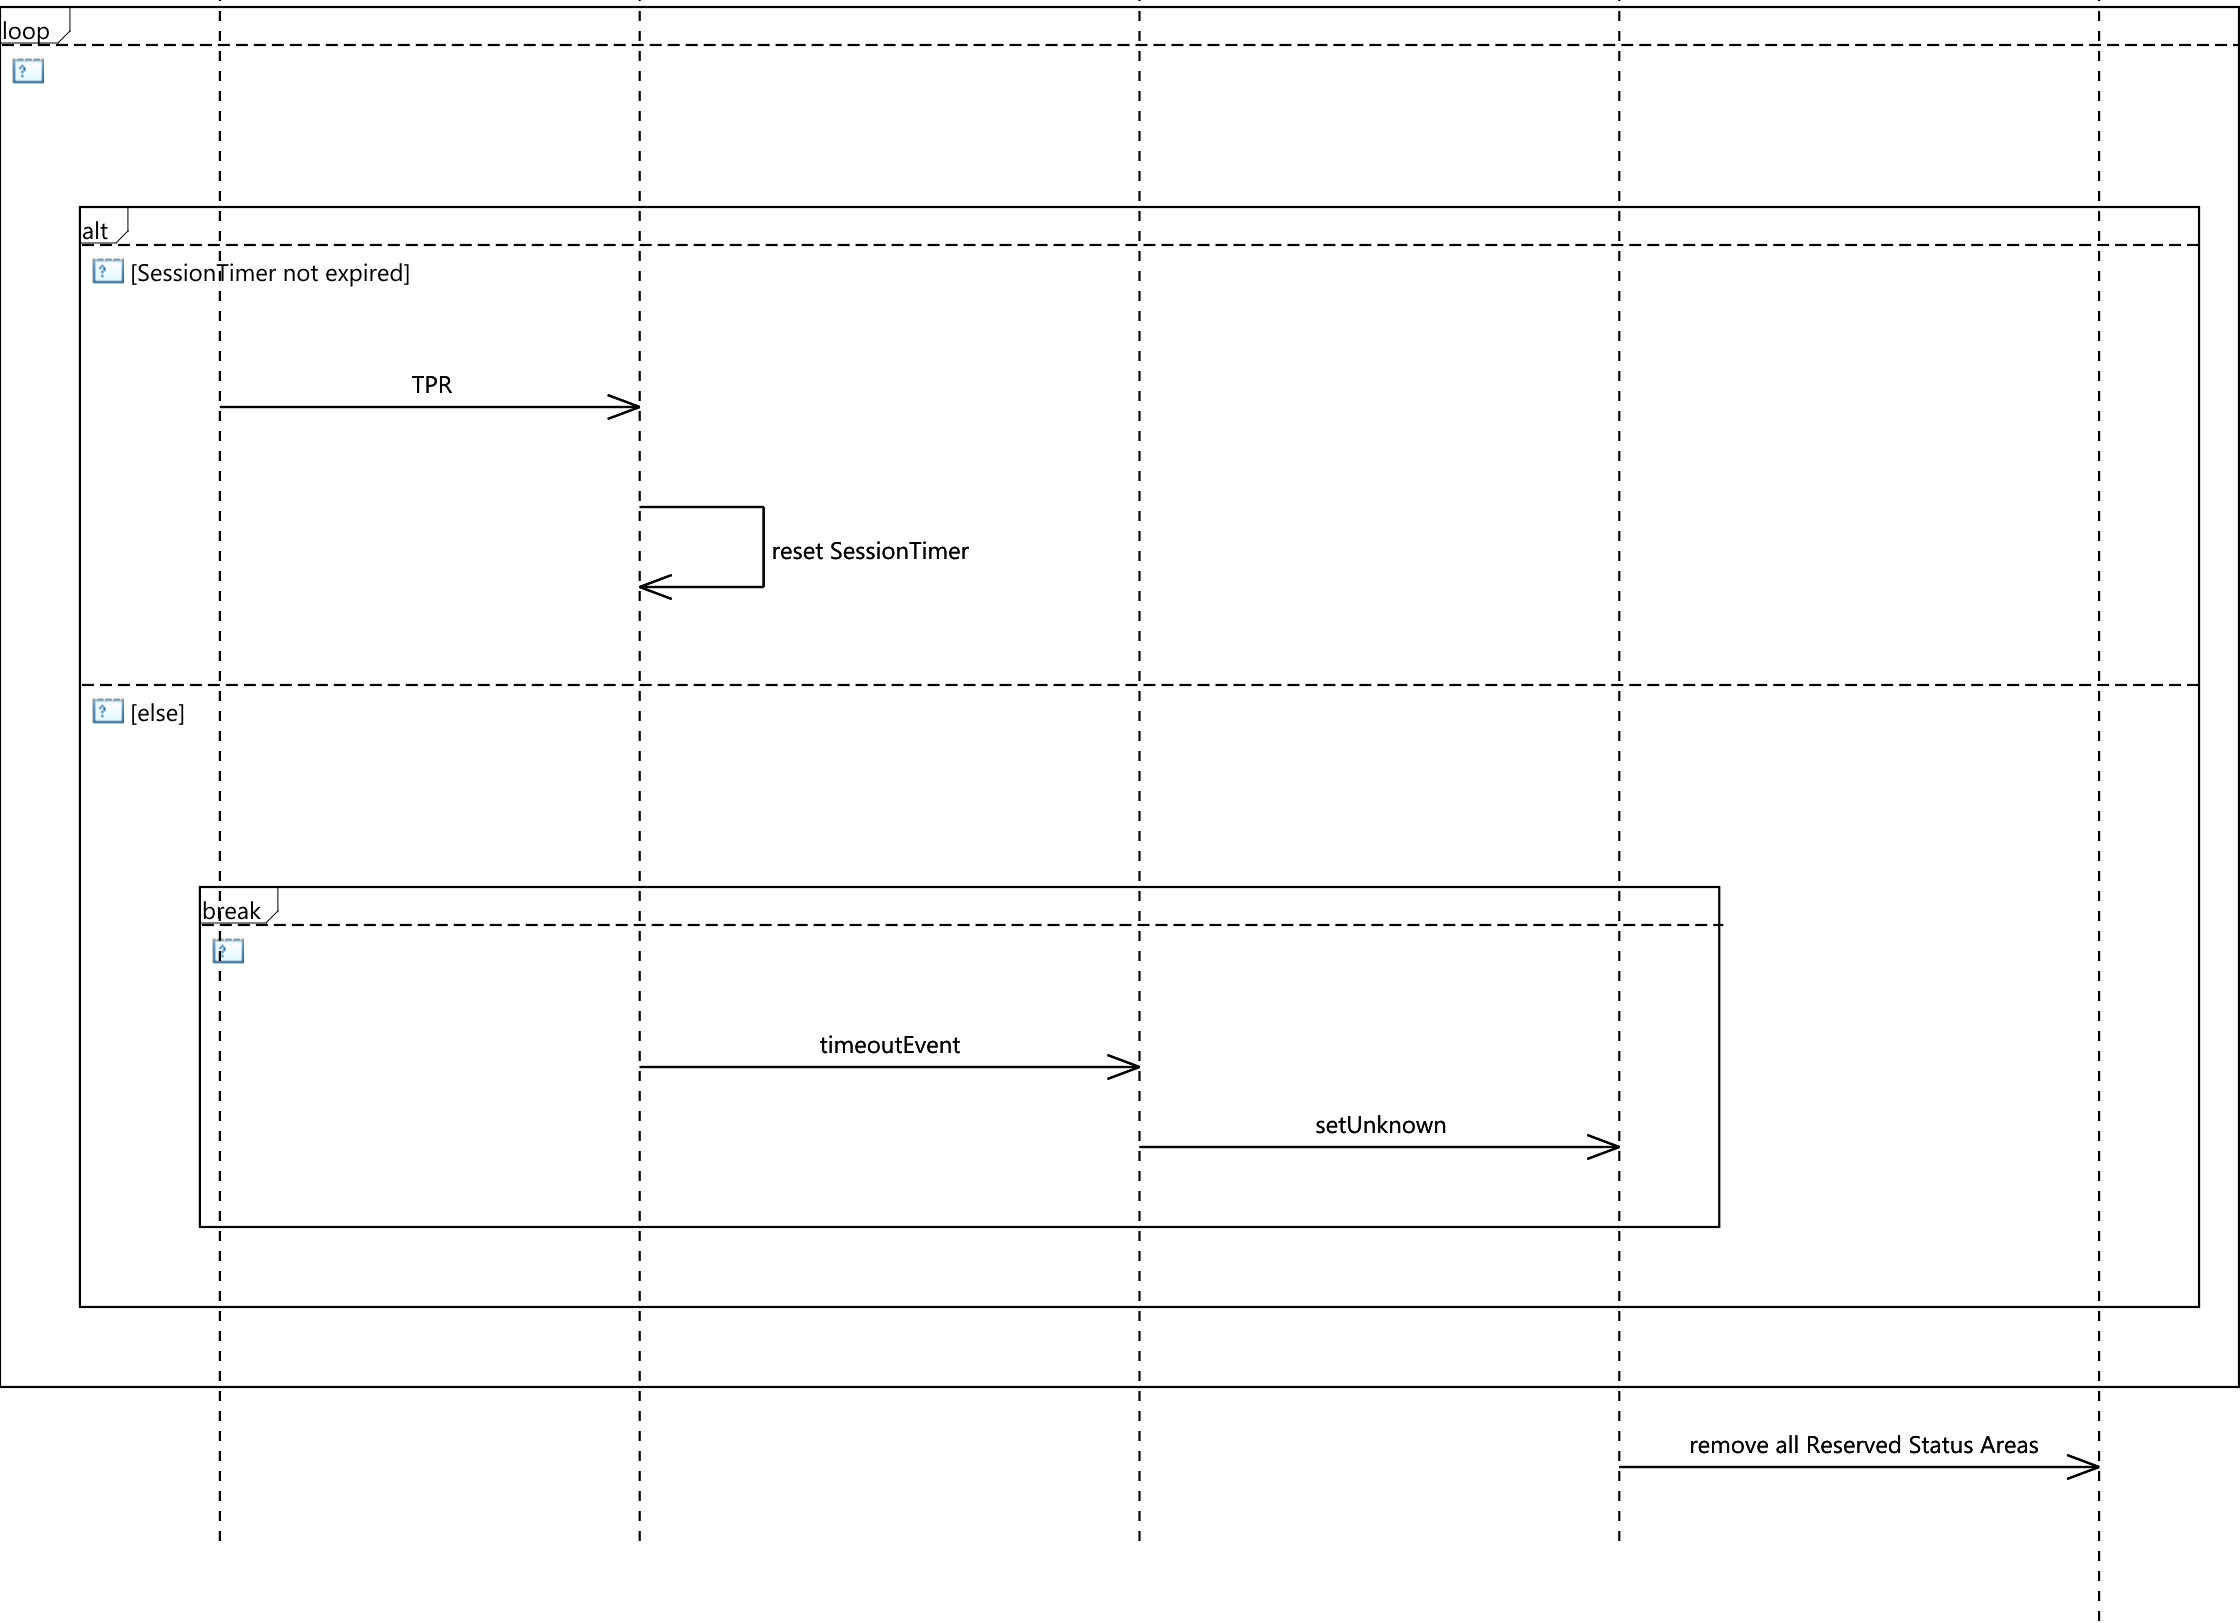 loop
?
alt
? [SessionTimer not expired]
TPR
reset SessionTimer
? [else]
break
?
timeoutEvent
setUnknown
remove all Reserved Status Areas